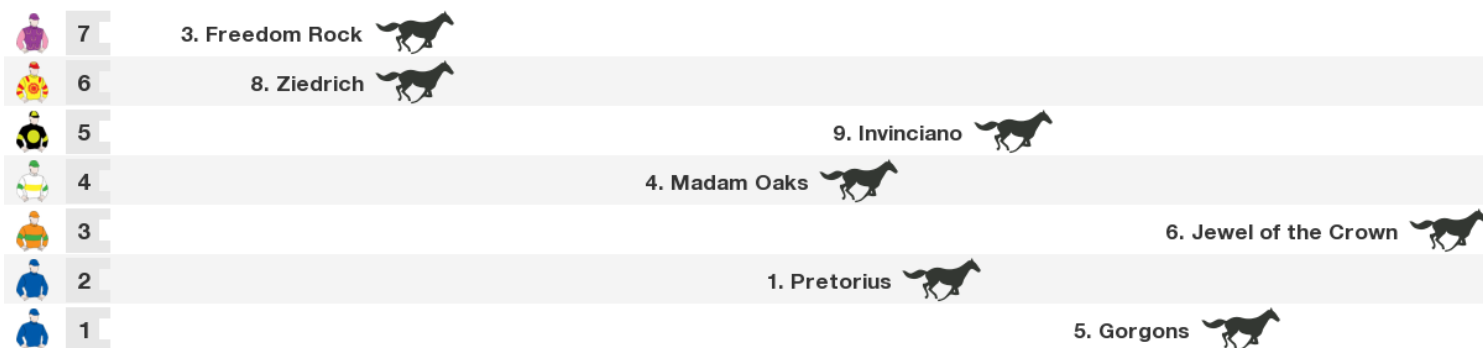 7 3. Freedom Rock
6 8. Ziedrich
5 9. Invinciano
4 4. Madam Oaks
3 6. Jewel of the Crown
2 1. Pretorius
1 5. Gorgons